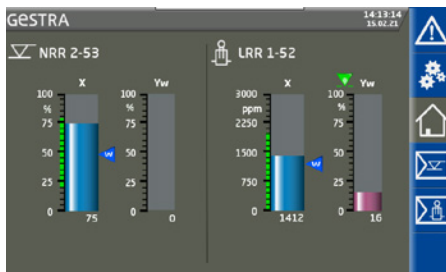 GESTRA
14:13:14
15.02.21
NRR 2-53
X
Yw
100
%
75
50
25
0
75
W
100
%
75
50
25
0
0
LRR 1-52
X
Yw
3000
ppm
2250
1500
750
0
1412
W
100
%
75
50
25
0
16